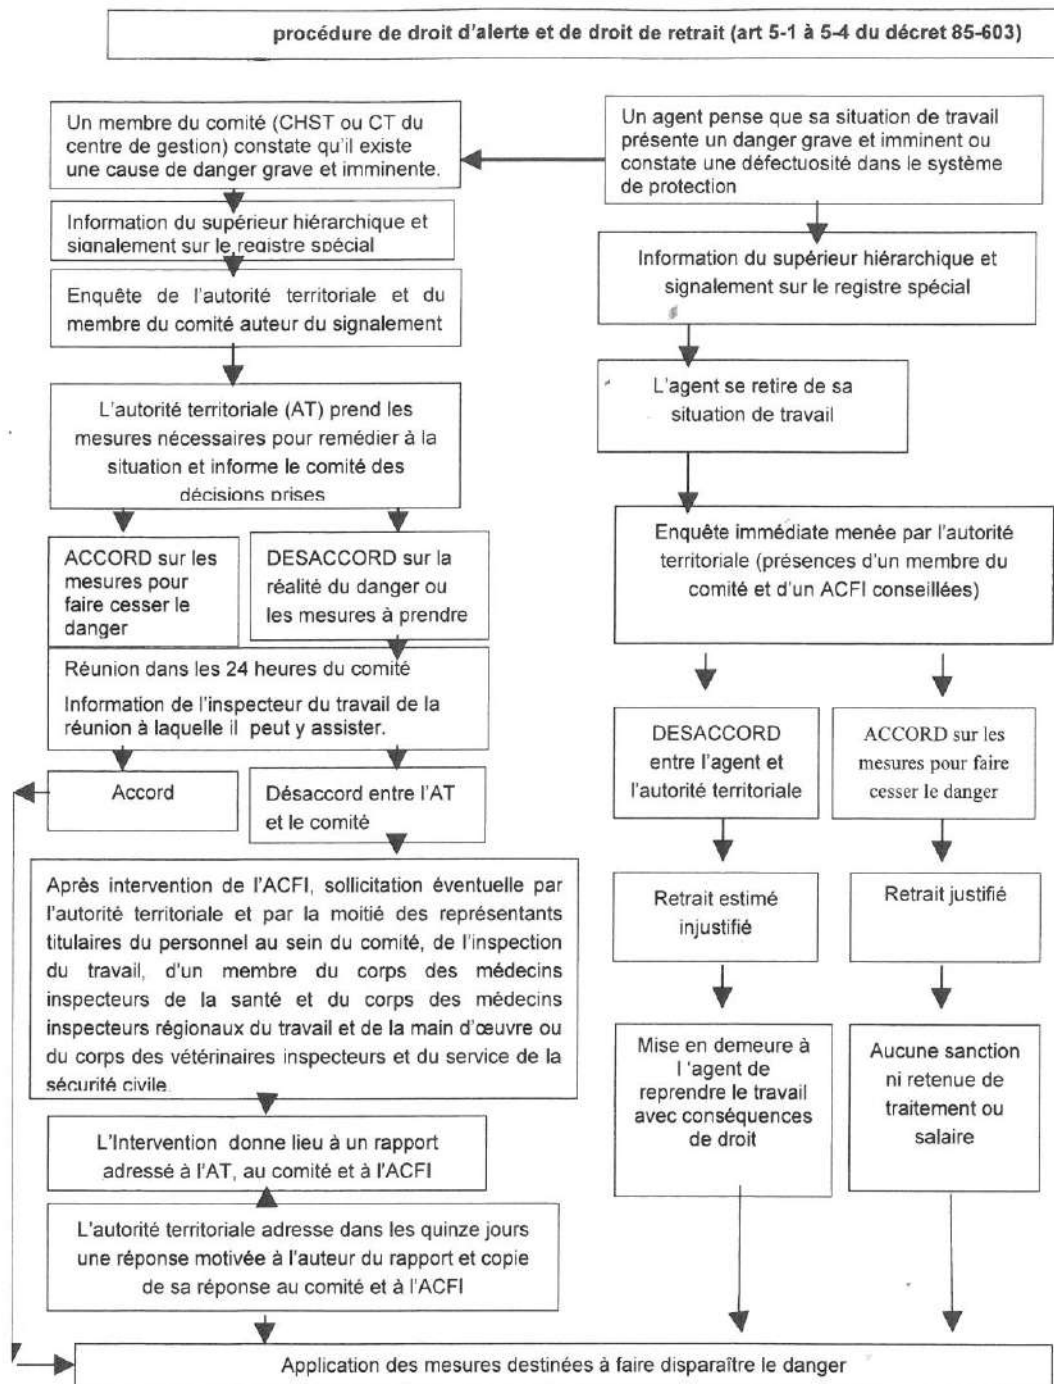 procédure de droit d'alerte et de droit de retrait (art 5-1 à 5-4 du décret 85-603)
Un membre du comité (CHST ou CT du
centre de gestion) constate qu'il existe
une cause de danger grave et imminente.
Un agent pense que sa situation de travail
présente un danger grave et imminent ou
constate une défectuosité dans le système
de protection
Information du supérieur hiérarchique et
signalement sur le registre spécial
Information du supérieur hiérarchique et
signalement sur le registre spécial
Enquête de l'autorité territoriale et du
membre du comité auteur du signalement
L'agent se retire de sa
situation de travail
L'autorité territoriale (AT) prend les
mesures nécessaires pour remédier à la
situation et informe le comité des
décisions prises
Enquête immédiate menée par l'autorité
territoriale (présences d'un membre du
comité et d'un ACFI conseillées)
ACCORD sur les
mesures pour
faire cesser le
danger
DESACCORD sur la
réalité du danger ou
les mesures à prendre
Réunion dans les 24 heures du comité
Information de l'inspecteur du travail de la
réunion à laquelle il peut y assister.
DESACCORD
entre l'agent et
l'autorité territoriale
ACCORD sur les
mesures pour faire
cesser le danger
Accord
Désaccord entre l'AT
et le comité
Après intervention de l'ACFI, sollicitation éventuelle par
l'autorité territoriale et par la moitié des représentants
titulaires du personnel au sein du comité, de l'inspection
du travail, d'un membre du corps des médecins
inspecteurs de la santé et du corps des médecins
inspecteurs régionaux du travail et de la main d'œuvre ou
du corps des vétérinaires inspecteurs et du service de la
sécurité civile.
Retrait estimé
injustifié
Retrait justifié
Mise en demeure à
l 'agent de
reprendre le travail
avec conséquences
de droit
Aucune sanction
ni retenue de
traitement ou
salaire
L'Intervention donne lieu à un rapport
adressé à l'AT, au comité et à l'ACFI
L'autorité territoriale adresse dans les quinze jours
une réponse motivée à l'auteur du rapport et copie
de sa réponse au comité et à l'ACFI
Application des mesures destinées à faire disparaître le danger